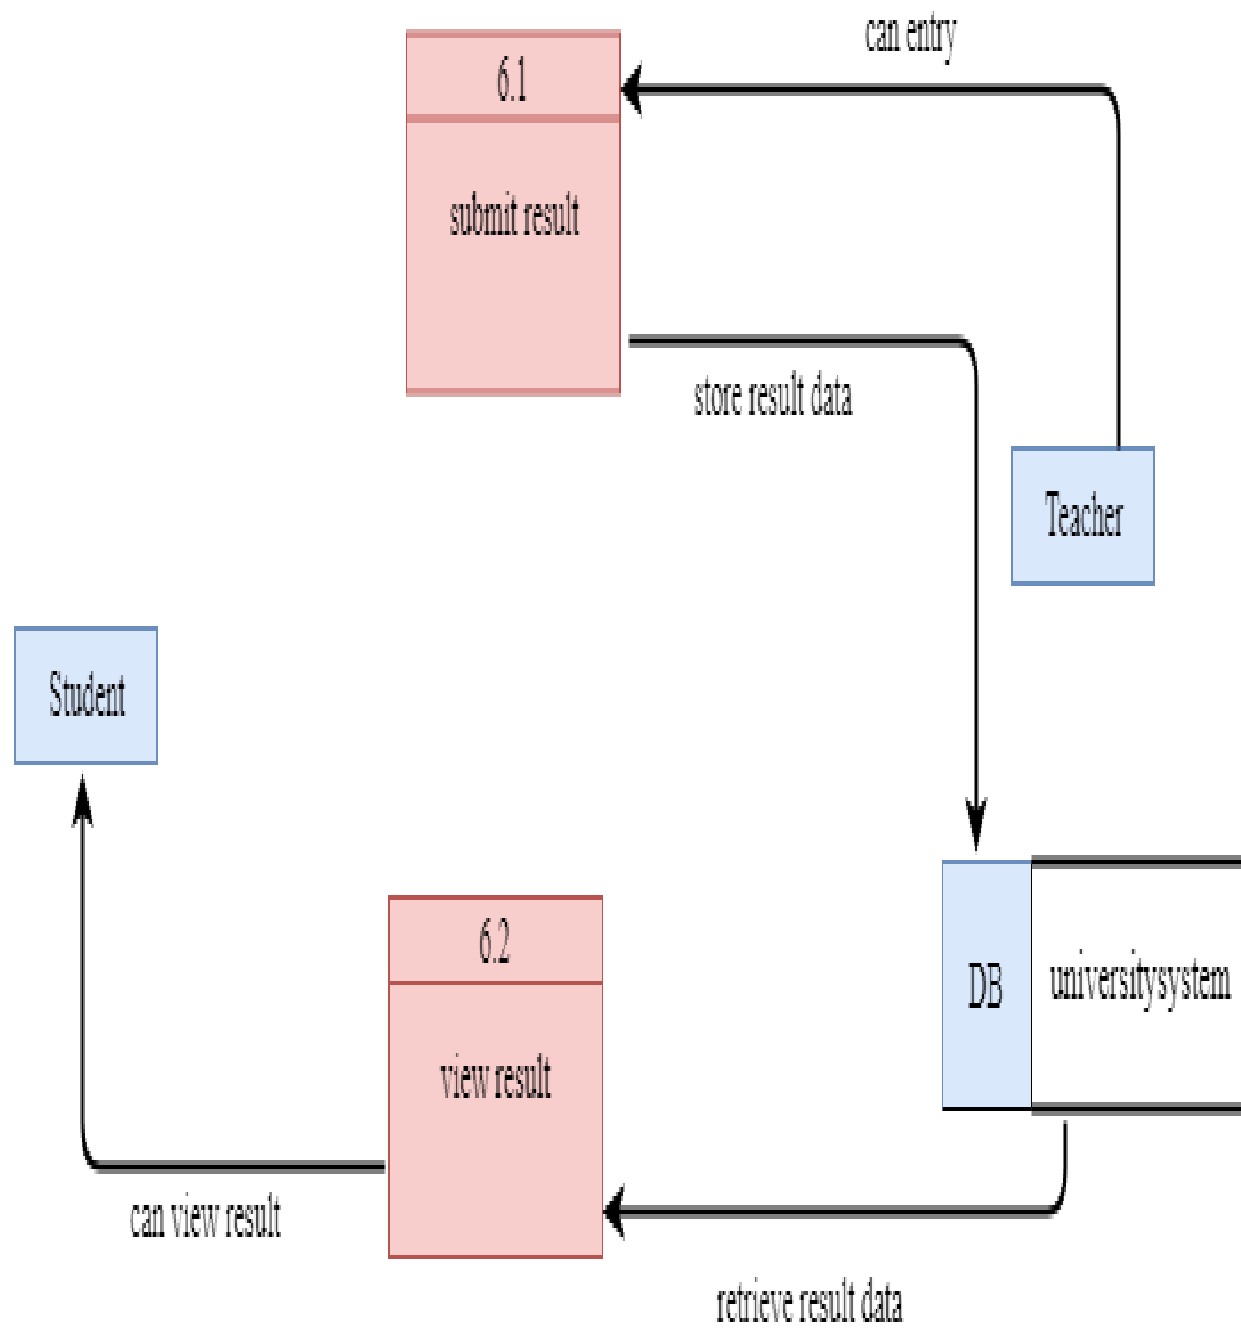 can entry
6.1
submit result
store result data
Teacher
Student
6.2
DB
universitysystem
view result
can view result
retrieve result data